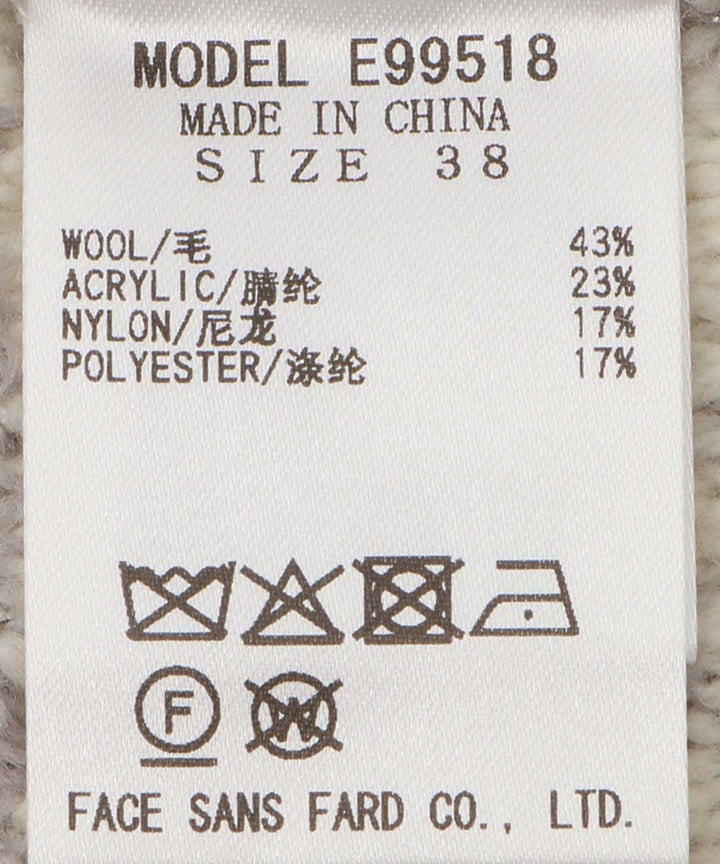 MODEL E99518
MADE IN CHINA
SIZE 38
WOOL/毛 43%
ACRYLIC/腈纶 23%
NYLON/尼龙 17%
POLYESTER/涤纶 17%
F W
FACE SANS FARD CO., LTD.